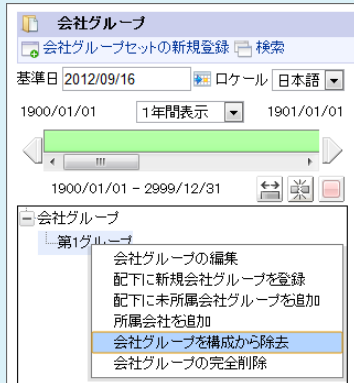 会社グループ
会社グループセットの新規登録 検索
基準日 2012/09/16 ロケール 日本語
1900/01/01 1年間表示 1901/01/01
1900/01/01 - 2999/12/31
会社グループ
第1グループ
会社グループの編集
配下に新規会社グループを登録
配下に未所属会社グループを追加
所属会社を追加
会社グループを構成から除去
会社グループの完全削除